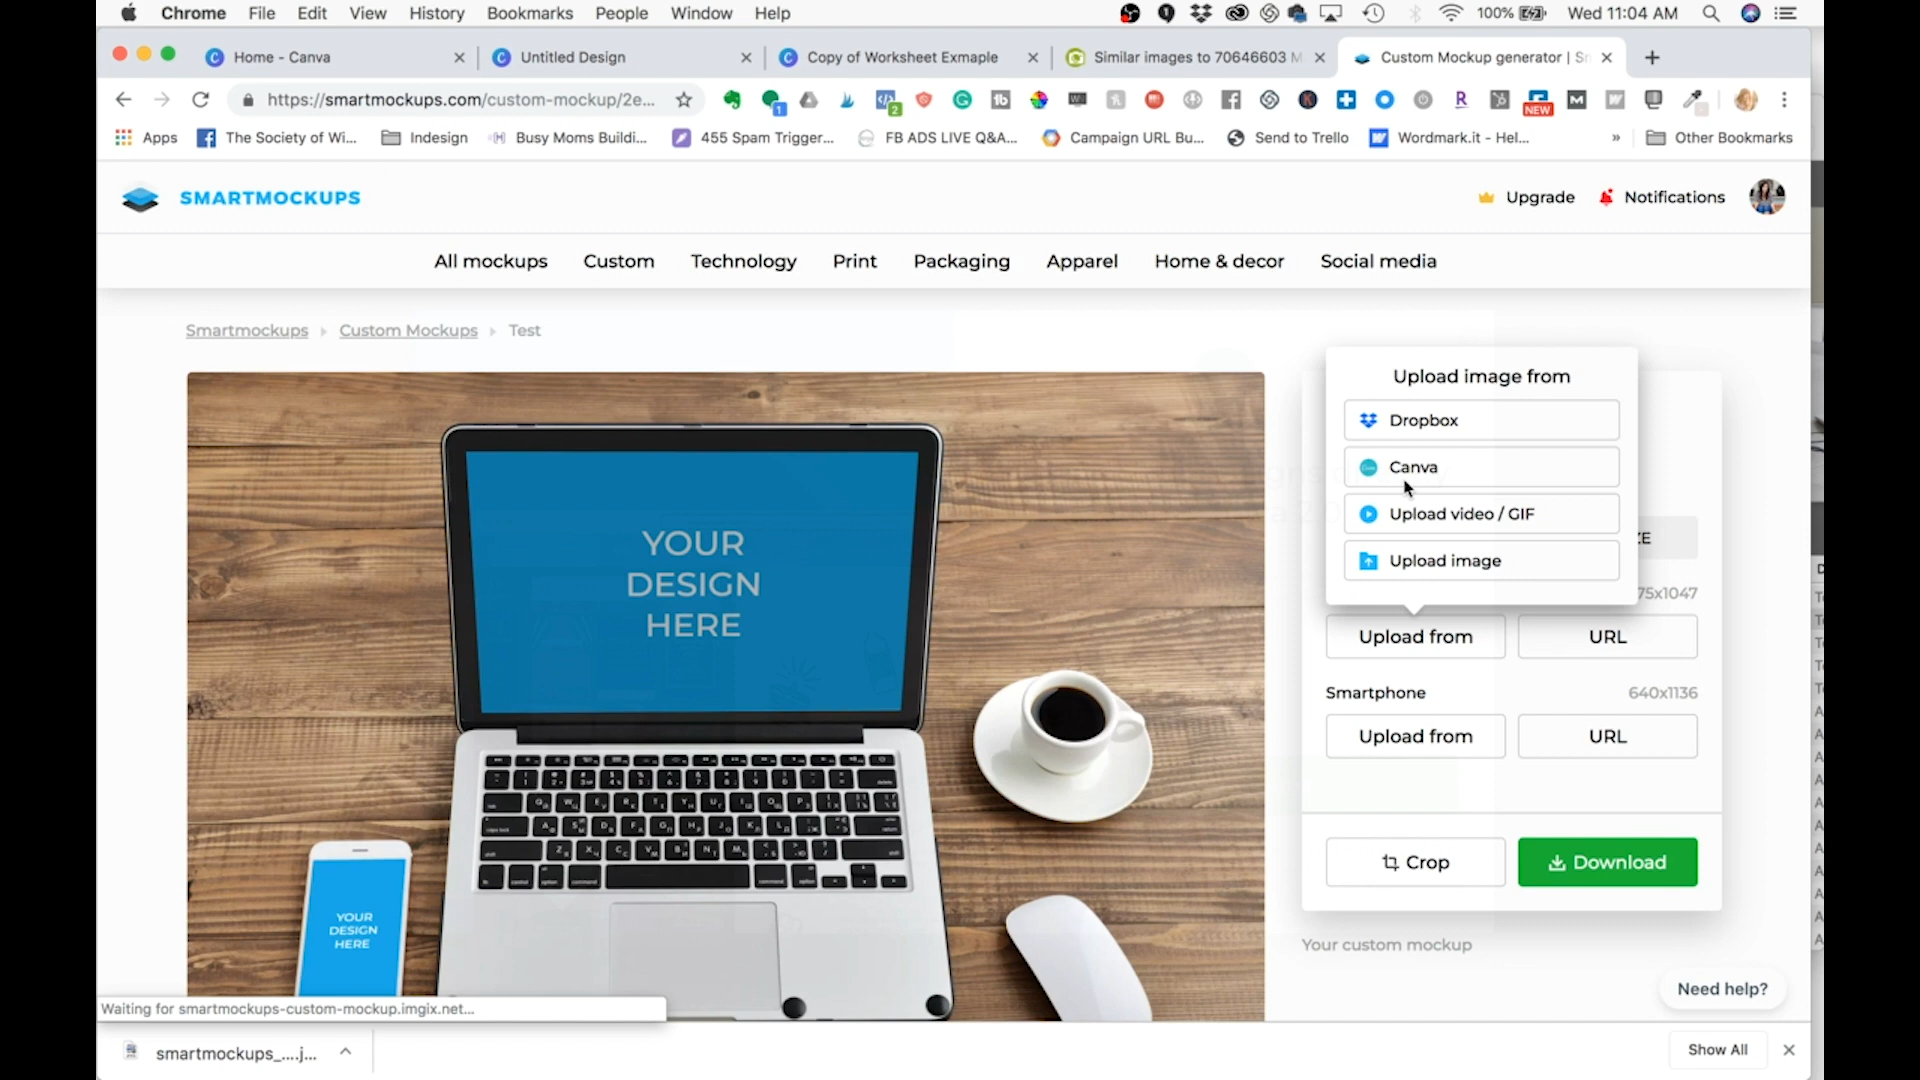 Chrome File Edit View History Bookmarks People Window Help 100% Wed 11:04 AM
Home - Canva Untitled Design Copy of Worksheet Exmaple Similar images to 70646603 M Custom Mockup generator | Sn
https://smartmockups.com/custom-mockup/2e...
NEW
Apps The Society of Wi... Indesign Busy Moms Buildi... 455 Spam Trigger... FB ADS LIVE Q&A... Campaign URL Bu... Send to Trello Wordmark.it - Hel... » Other Bookmarks
SMARTMOCKUPS
Upgrade Notifications
All mockups Custom Technology Print Packaging Apparel Home & decor Social media
Smartmockups Custom Mockups Test
Upload image from
Dropbox
Canva
Upload video / GIF
Upload image
ZE
75x1047
Upload from URL
Smartphone 640x1136
Upload from URL
Crop Download
Your custom mockup
Need help?
YOUR
DESIGN
HERE
YOUR
DESIGN
HERE
Waiting for smartmockups-custom-mockup.imgix.net...
smartmockups_....j...
Show All